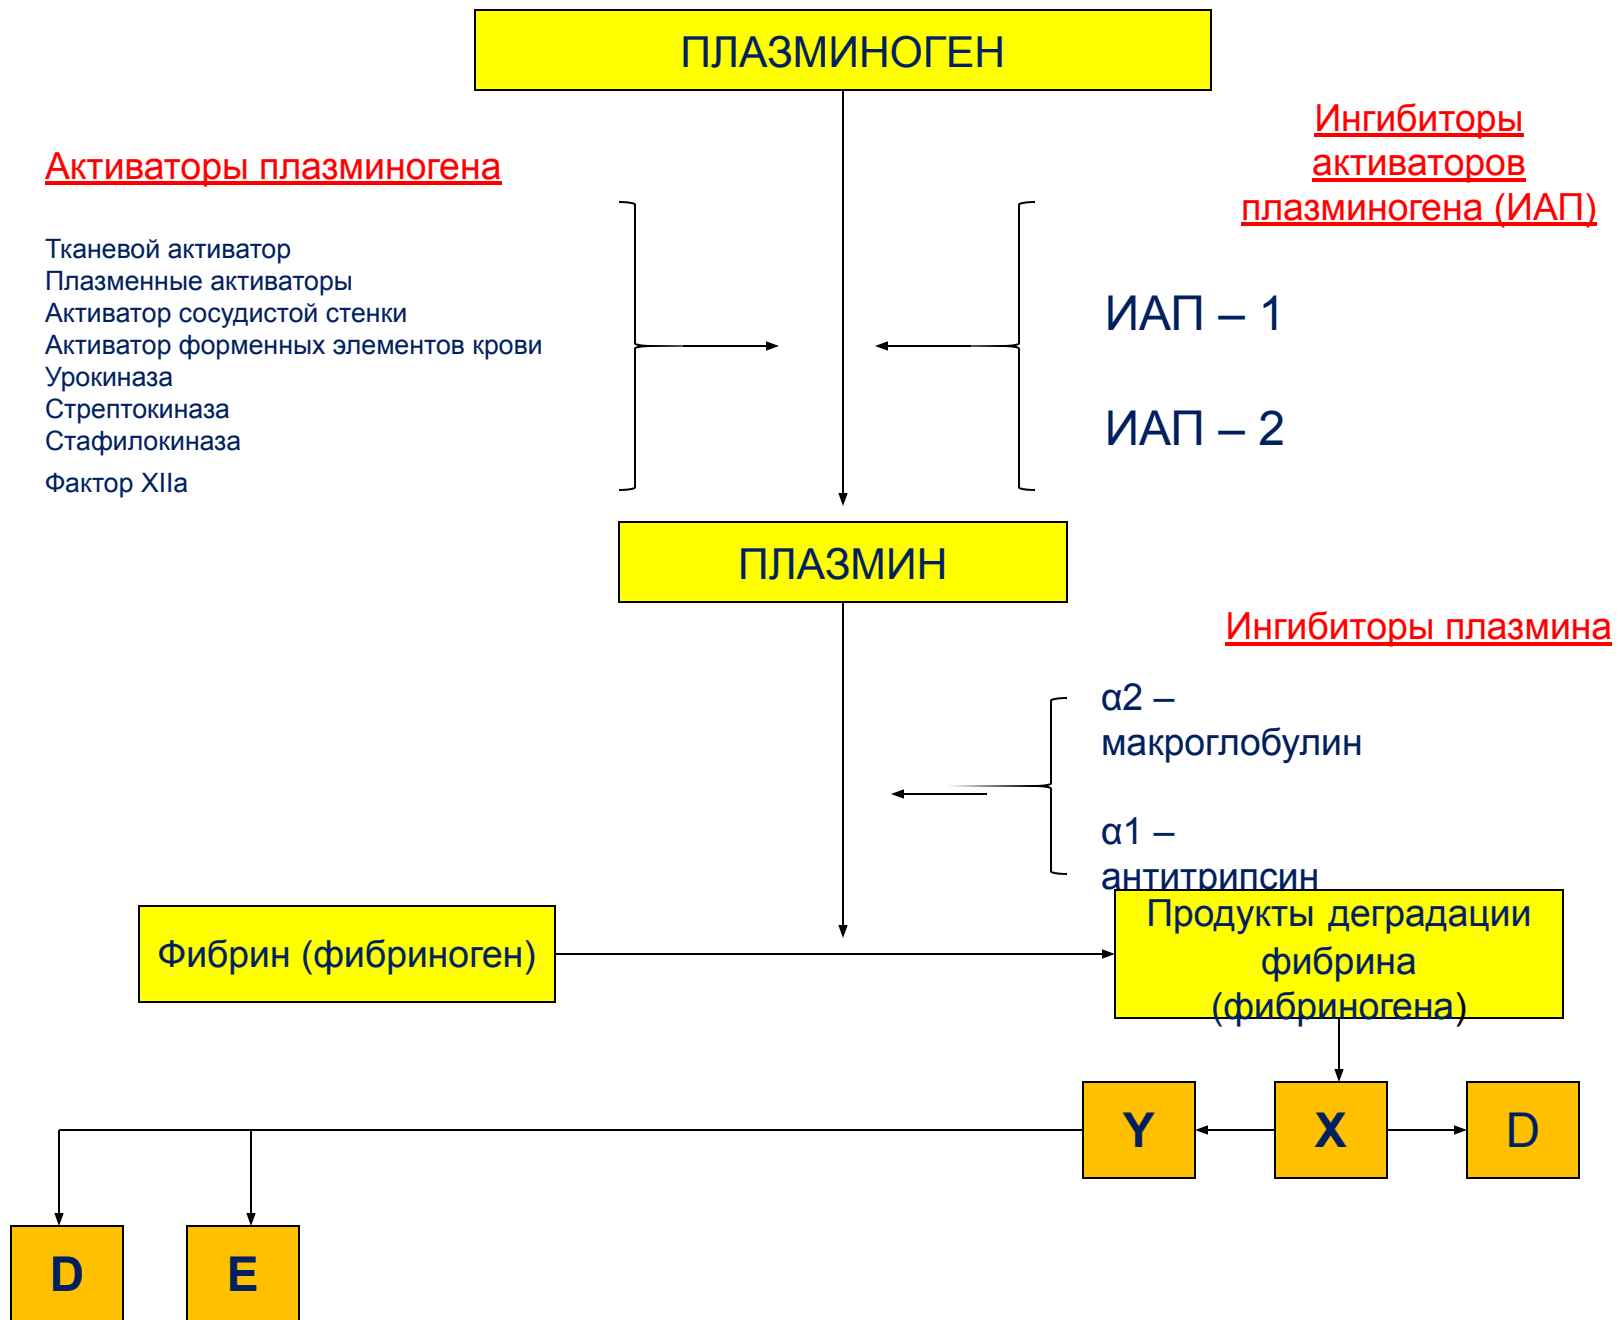 ПЛАЗМИНОГЕН
Активаторы плазминогена
Тканевой активатор
Плазменные активаторы
Активатор сосудистой стенки
Активатор форменных элементов крови
Урокиназа
Стрептокиназа
Стафилокиназа
Фактор XIIa
Ингибиторы
активаторов
плазминогена (ИАП)
ИАП – 1
ИАП – 2
ПЛАЗМИН
Ингибиторы плазмина
α2 –
макроглобулин
α1 –
антитрипсин
Фибрин (фибриноген)
Продукты деградации
фибрина
(фибриногена)
Y
X
D
D
E